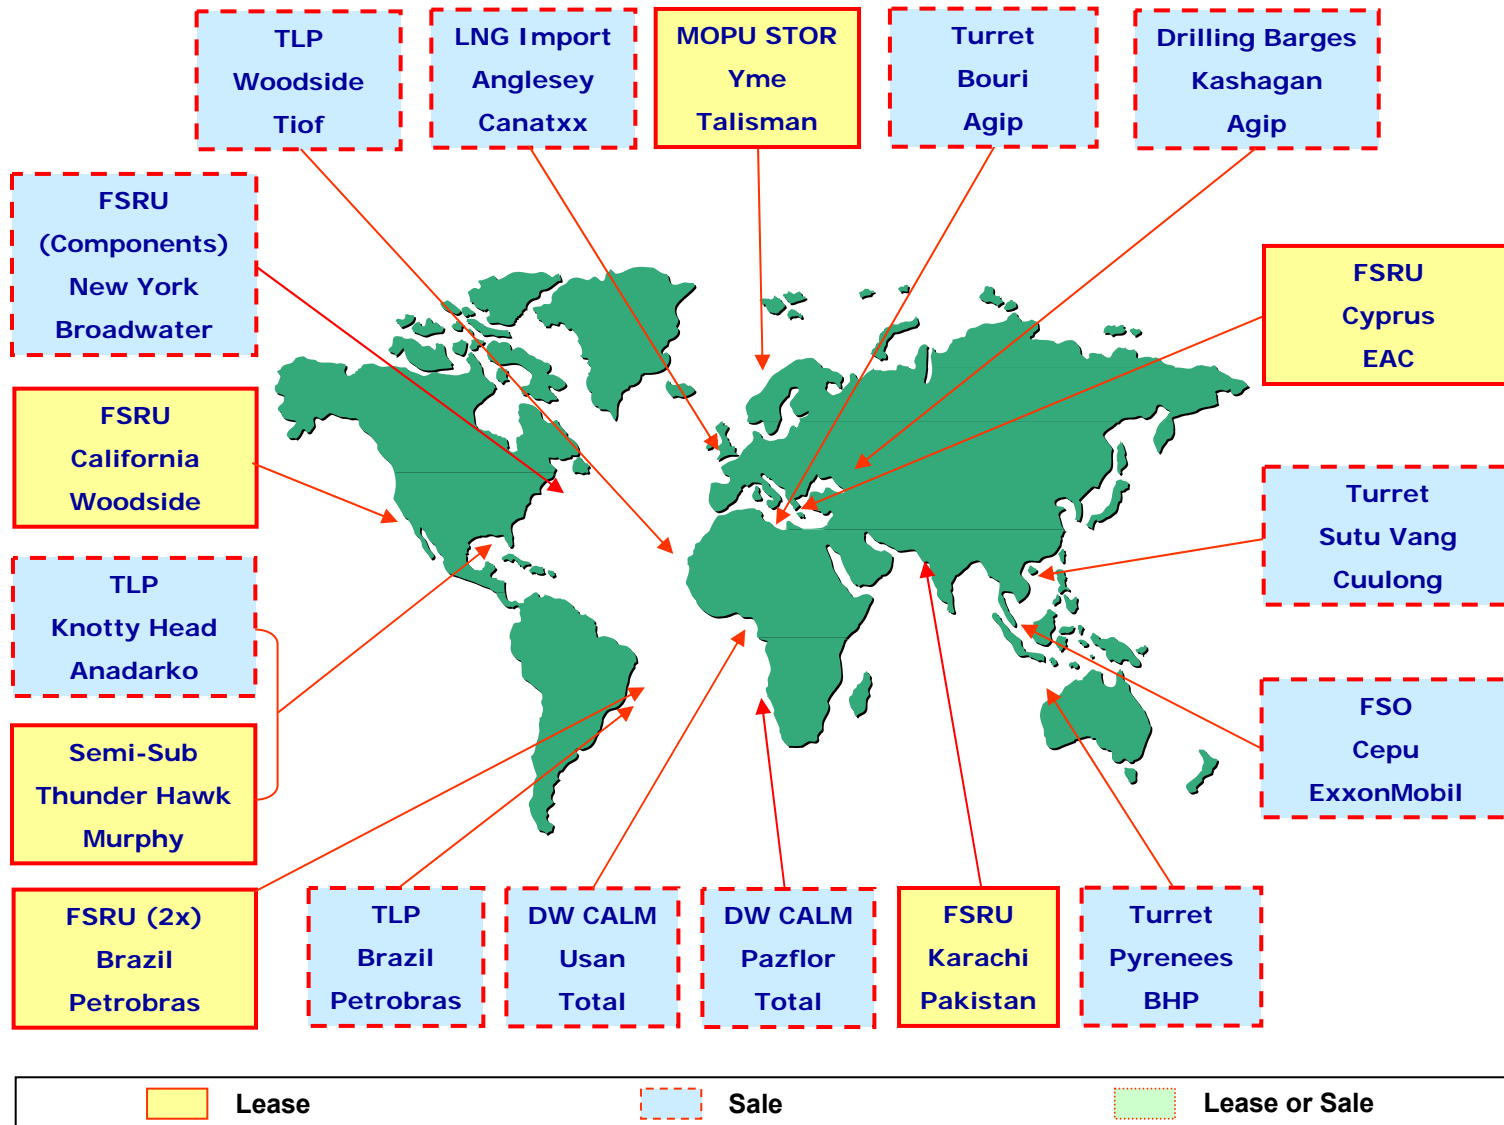 TLP
Woodside
Tiof
LNG Import
Anglesey
Canatxx
MOPU STOR
Yme
Talisman
Turret
Bouri
Agip
Drilling Barges
Kashagan
Agip
FSRU
(Components)
New York
Broadwater
FSRU
Cyprus
EAC
FSRU
California
Woodside
Turret
Sutu Vang
Cuulong
TLP
Knotty Head
Anadarko
FSO
Cepu
ExxonMobil
Semi-Sub
Thunder Hawk
Murphy
FSRU (2x)
Brazil
Petrobras
TLP
Brazil
Petrobras
DW CALM
Usan
Total
DW CALM
Pazflor
Total
FSRU
Karachi
Pakistan
Turret
Pyrenees
BHP
Lease
Sale
Lease or Sale